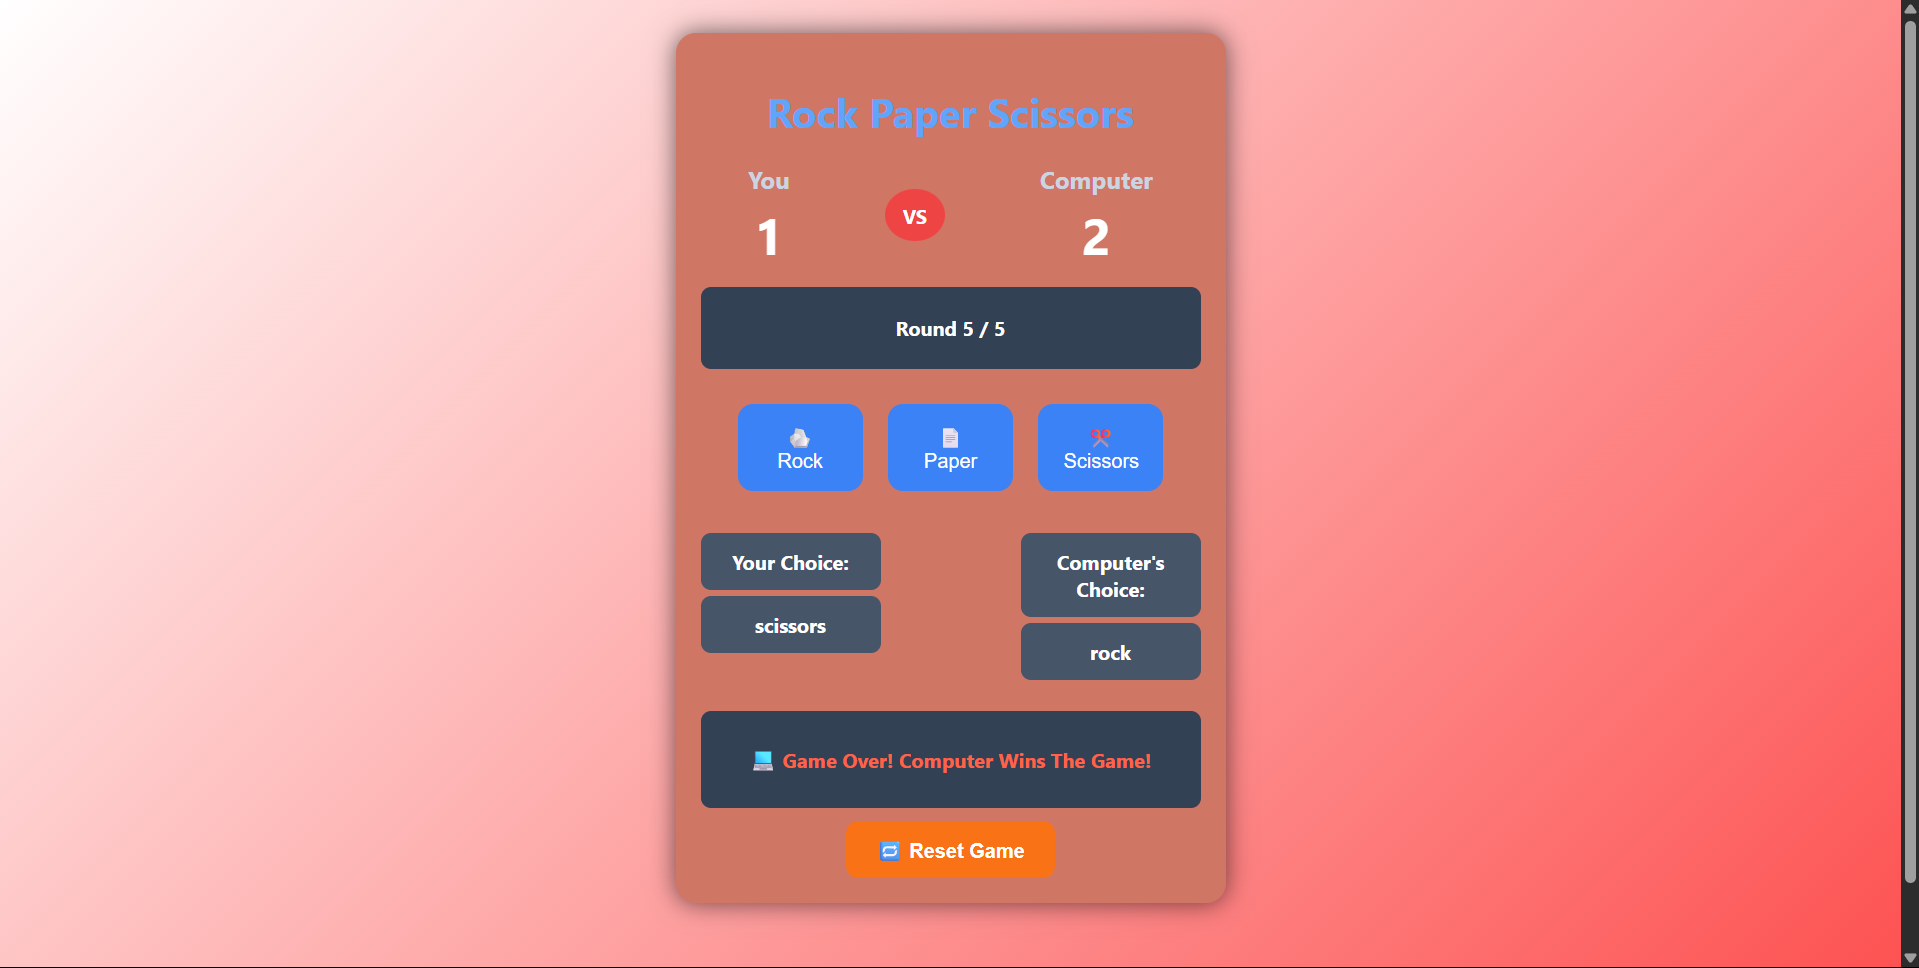 Rock Paper Scissors
You
1
VS
Computer
2
Round 5 / 5
Rock
Paper
Scissors
Your Choice:
scissors
Computer's
Choice:
rock
Game Over! Computer Wins The Game!
Reset Game